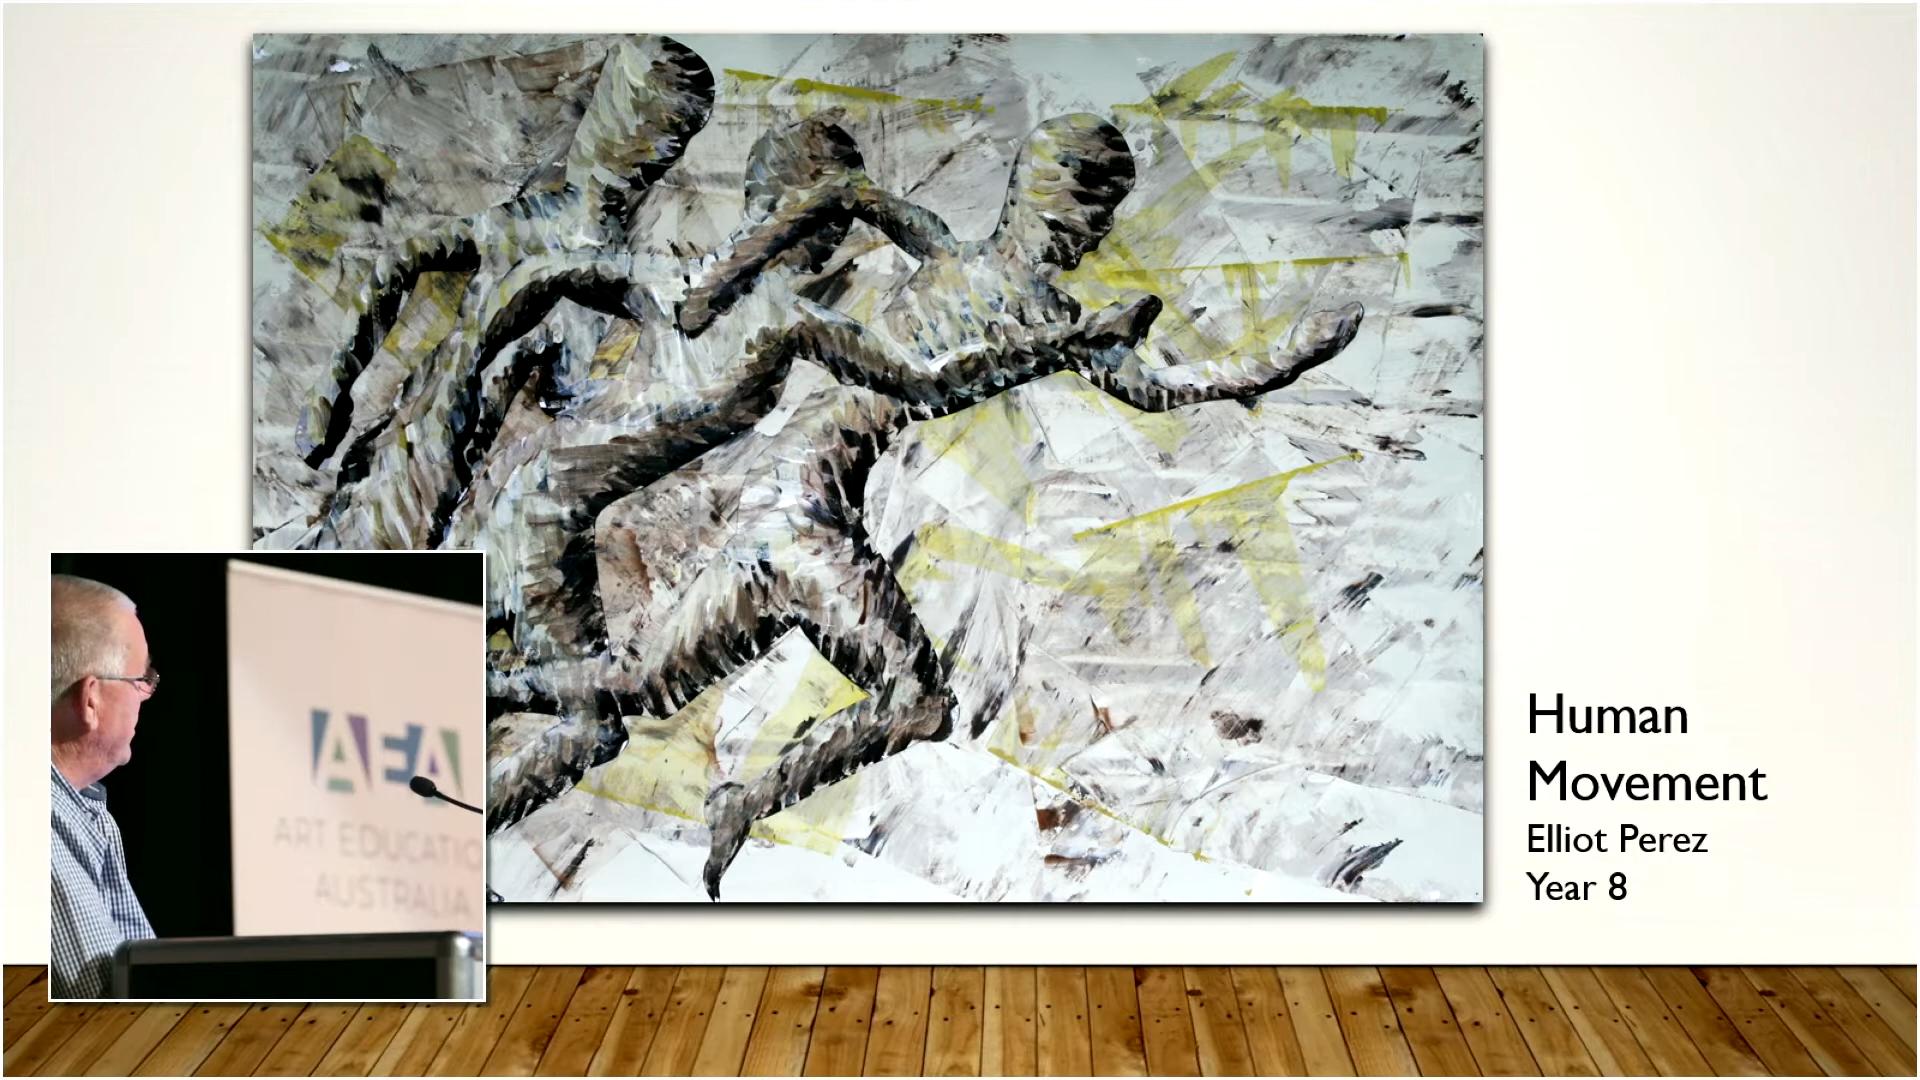 Human
Movement
Elliot Perez
Year 8
AEA
ART EDUCATIO
AUSTRALIA